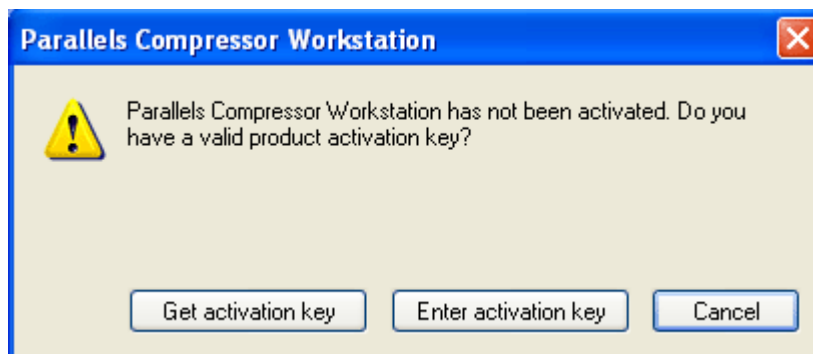 Parallels Compressor Workstation
Parallels Compressor Workstation has not been activated. Do you
have a valid product activation key?
Get activation key
Enter activation key
Cancel